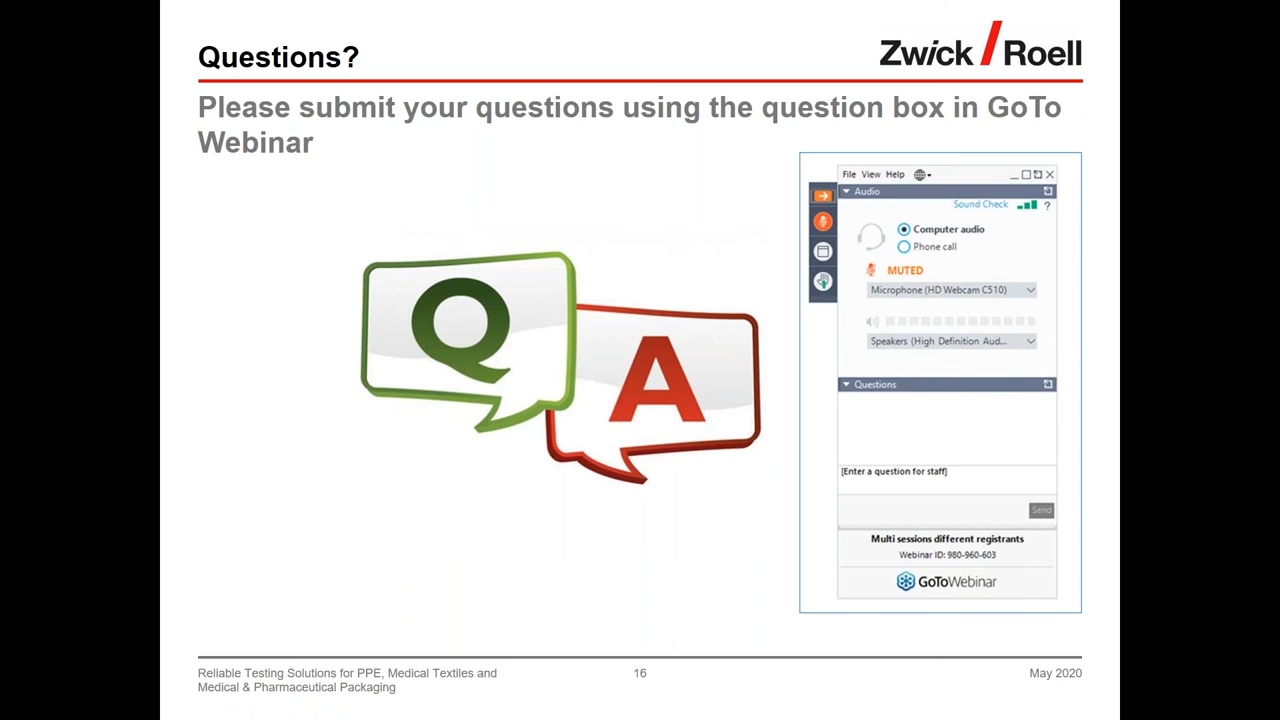 Questions?
Zwick / Roell
Please submit your questions using the question box in GoTo
Webinar
Q
A
File View Help
Audio
Sound Check ?
Computer audio
Phone call
MUTED
Microphone (HD Webcam C510)
Speakers (High Definition Aud...
Questions
[Enter a question for staff]
Send
Multi sessions different registrants
Webinar ID: 980-960-603
GoToWebinar
Reliable Testing Solutions for PPE, Medical Textiles and
Medical & Pharmaceutical Packaging
16
May 2020